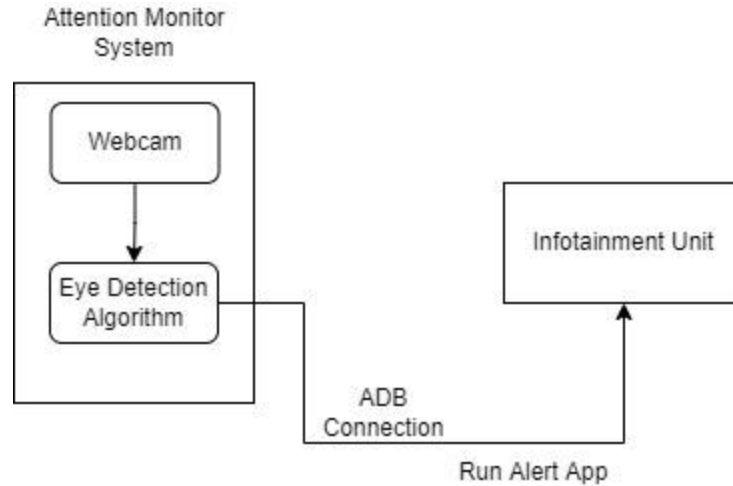 Attention Monitor
System
Webcam
Eye Detection
Algorithm
Infotainment Unit
ADB
Connection
Run Alert App